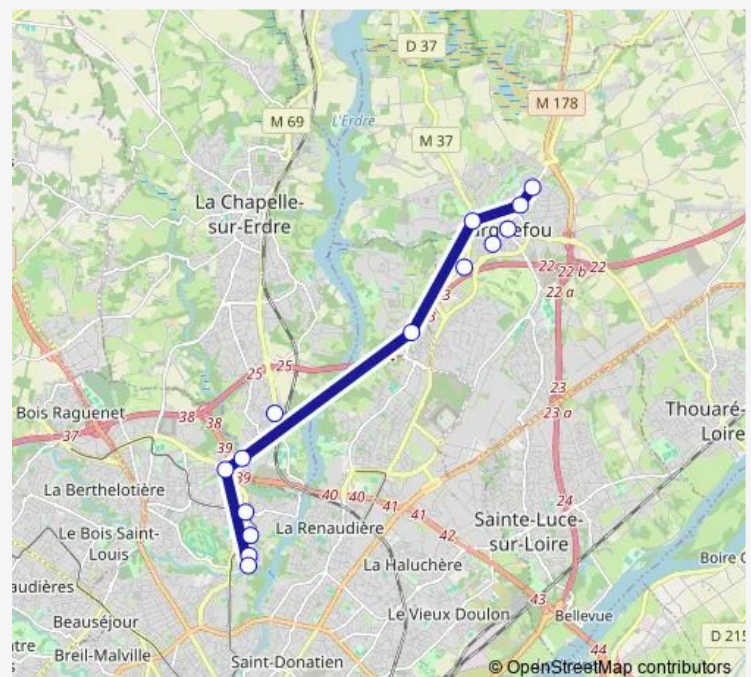 D 37
M 178
L'Erdre
M 69
M 37
La Chapelle-
sur-Erdre
rquefou
22
22 b
22
22 a
3
3
25
25
23
23 a
Bois Raguenet
38
38
37
Thouaré-
Loire
39
39
La Berthelotière
40
40
41
41
24
Le Bois Saint-
Louis
La Renaudière
42
Sainte-Luce-
sur-Loire
La Haluchère
Boire C
audières
43
Le Vieux Doulon
Bellevue
Beauséjour
44
D 215
tre
Breil-Malville
Saint-Donatien
© OpenStreetMap contributors